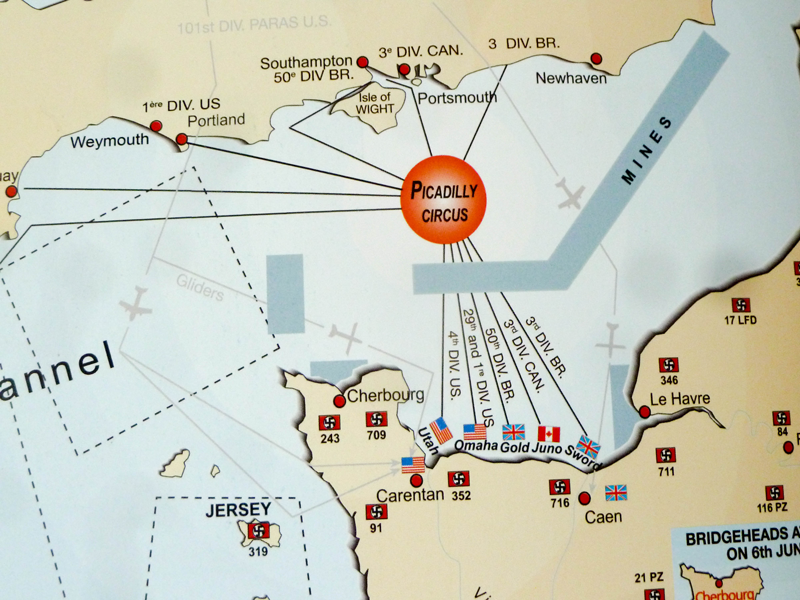 101st DIV. PARAS U.S.
Southampton
50e DIV BR.
3e DIV. CAN.
3 DIV. BR.
Newhaven
Isle of
WIGHT
Portsmouth
1ère DIV. US
Portland
Weymouth
uay
MINES
PICADILLY
CIRCUS
Gliders
annel
4th DIV. US.
29th and 1re DIV. US
50th DIV. BR.
3rd DIV. CAN.
3rd DIV. BR.
17 LFD
346
Le Havre
Cherbourg
243
709
84
Utah
Omaha
Gold
Juno
Sword
711
Carentan
352
716
116 PZ
91
Caen
JERSEY
319
BRIDGEHEADS A
ON 6th JUN
21 PZ
Cherbourg